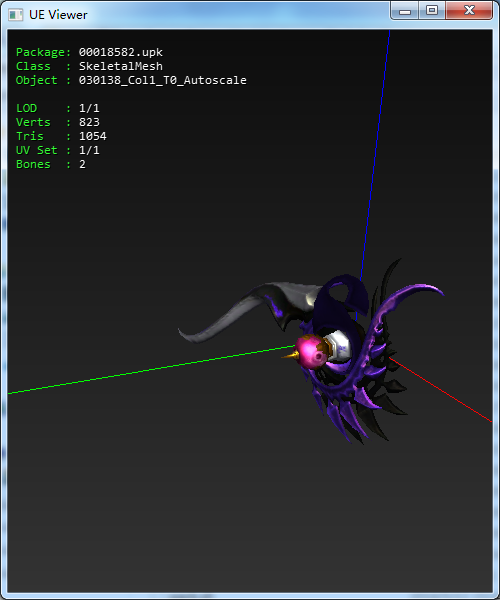 UE Viewer
Package: 00018582.upk
Class : SkeletalMesh
Object : 030138_Col1_T0_Autoscale
LOD : 1/1
Verts : 823
Tris : 1054
UV Set : 1/1
Bones : 2